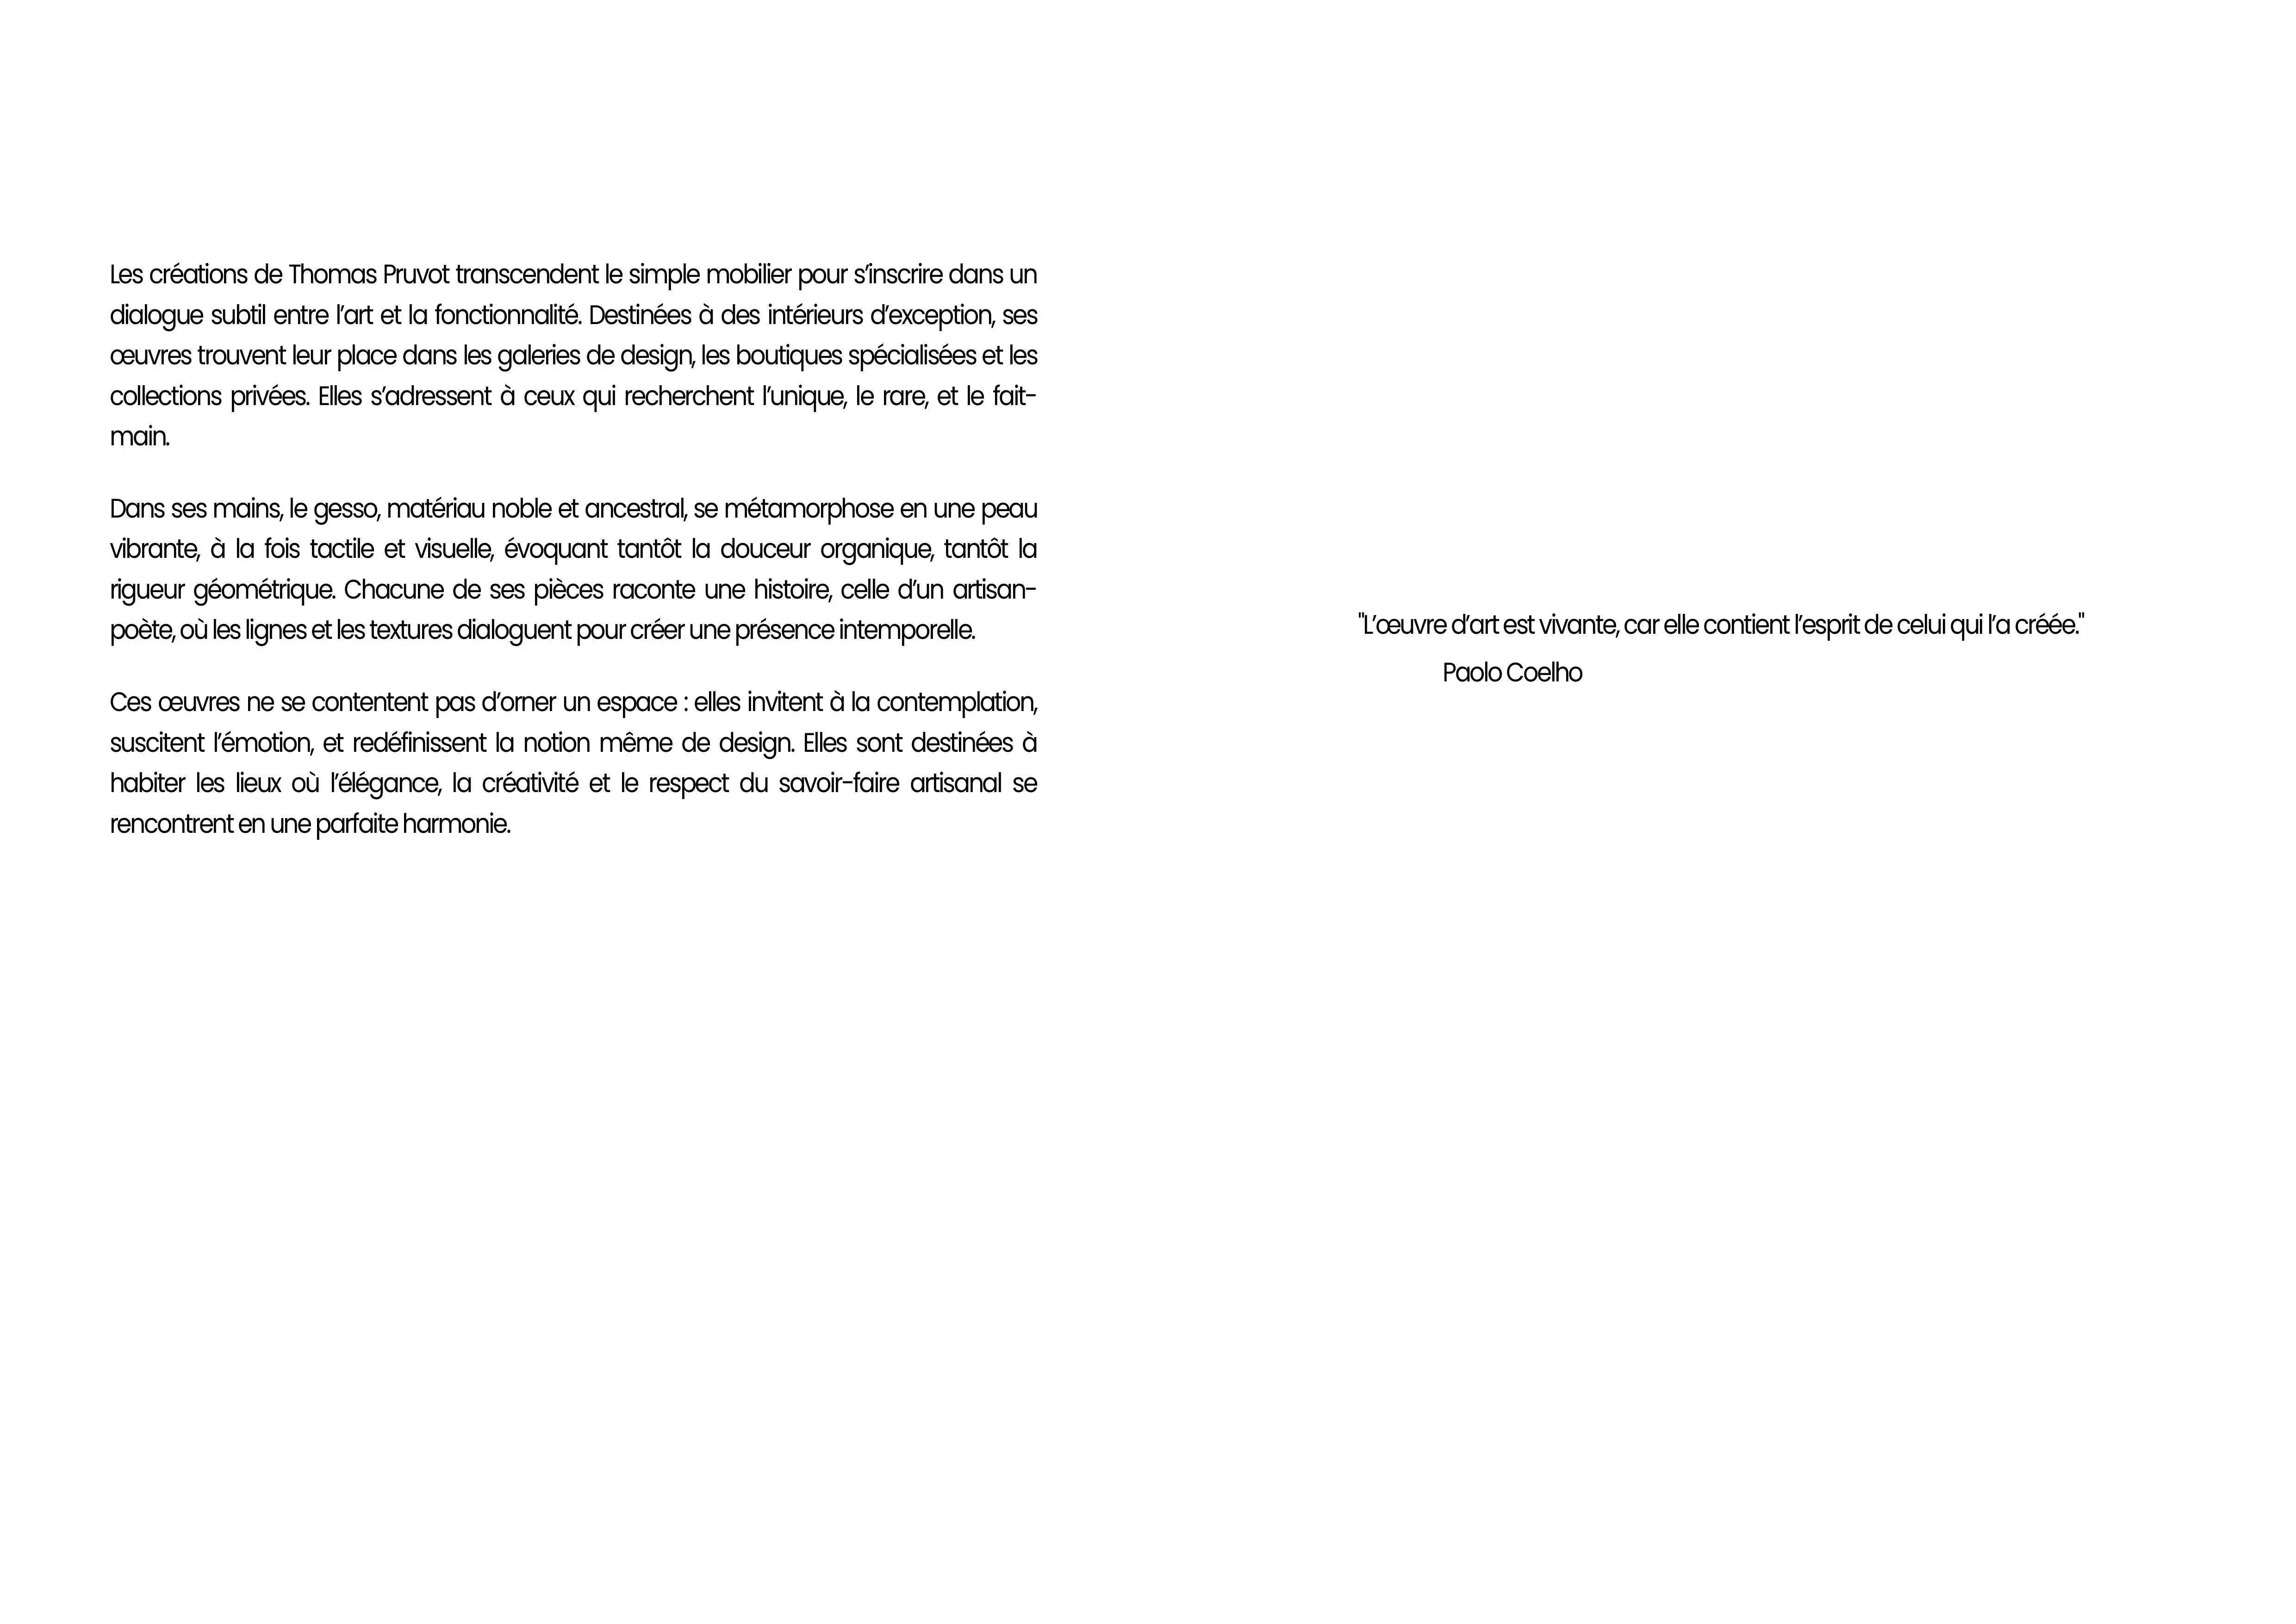 Les créations de Thomas Pruvot transcendent le simple mobilier pour s’inscrire dans un
dialogue subtil entre l’art et la fonctionnalité. Destinées à des intérieurs d’exception, ses
œuvres trouvent leur place dans les galeries de design, les boutiques spécialisées et les
collections privées. Elles s’adressent à ceux qui recherchent l’unique, le rare, et le fait-
main.
Dans ses mains, le gesso, matériau noble et ancestral, se métamorphose en une peau
vibrante, à la fois tactile et visuelle, évoquant tantôt la douceur organique, tantôt la
rigueur géométrique. Chacune de ses pièces raconte une histoire, celle d’un artisan-
poète, où les lignes et les textures dialoguent pour créer une présence intemporelle.
Ces œuvres ne se contentent pas d’orner un espace : elles invitent à la contemplation,
suscitent l’émotion, et redéfinissent la notion même de design. Elles sont destinées à
habiter les lieux où l’élégance, la créativité et le respect du savoir-faire artisanal se
rencontrent en une parfaite harmonie.
"L’œuvre d’art est vivante, car elle contient l’esprit de celui qui l’a créée."
Paolo Coelho